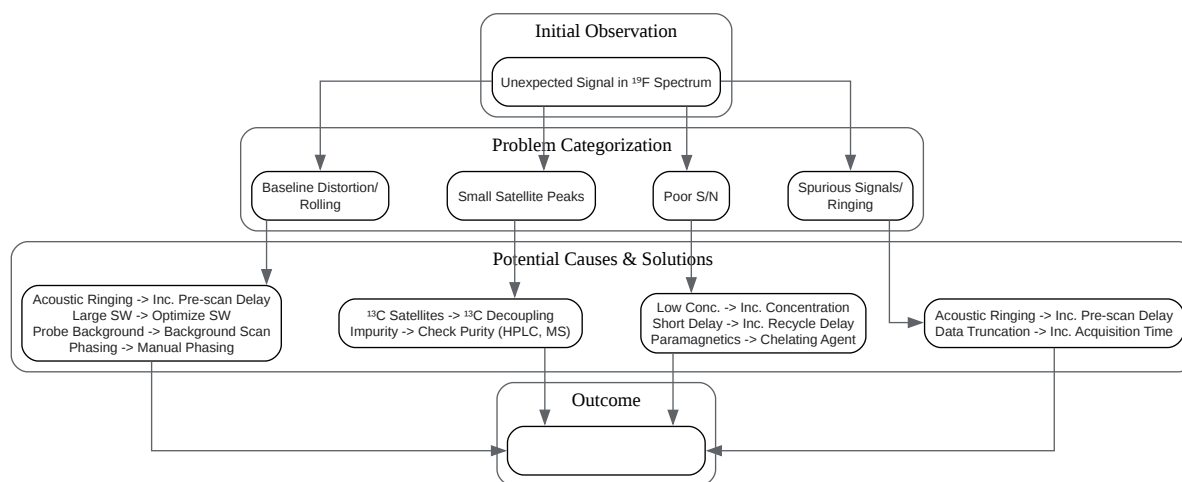 Initial Observation
Unexpected Signal in ¹⁹F Spectrum
Problem Categorization
Baseline Distortion/
Rolling
Small Satellite Peaks
Poor S/N
Spurious Signals/
Ringing
Potential Causes & Solutions
Acoustic Ringing -> Inc. Pre-scan Delay
Large SW -> Optimize SW
Probe Background -> Background Scan
Phasing -> Manual Phasing
¹³C Satellites -> ¹³C Decoupling
Impurity -> Check Purity (HPLC, MS)
Low Conc. -> Inc. Concentration
Short Delay -> Inc. Recycle Delay
Paramagnetics -> Chelating Agent
Acoustic Ringing -> Inc. Pre-scan Delay
Data Truncation -> Inc. Acquisition Time
Outcome